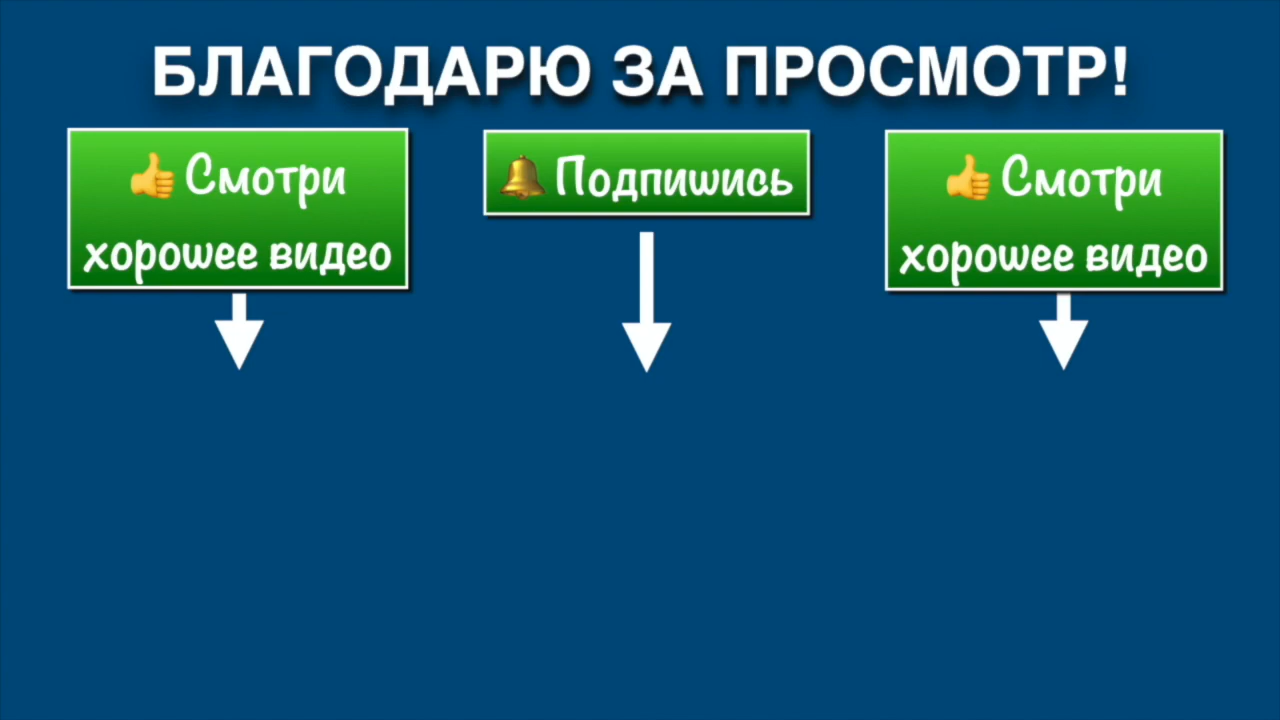 БЛАГОДАРЮ ЗА ПРОСМОТР!
👍 Смотри
хорошее видео
🔔 Подпишись
👍 Смотри
хорошее видео